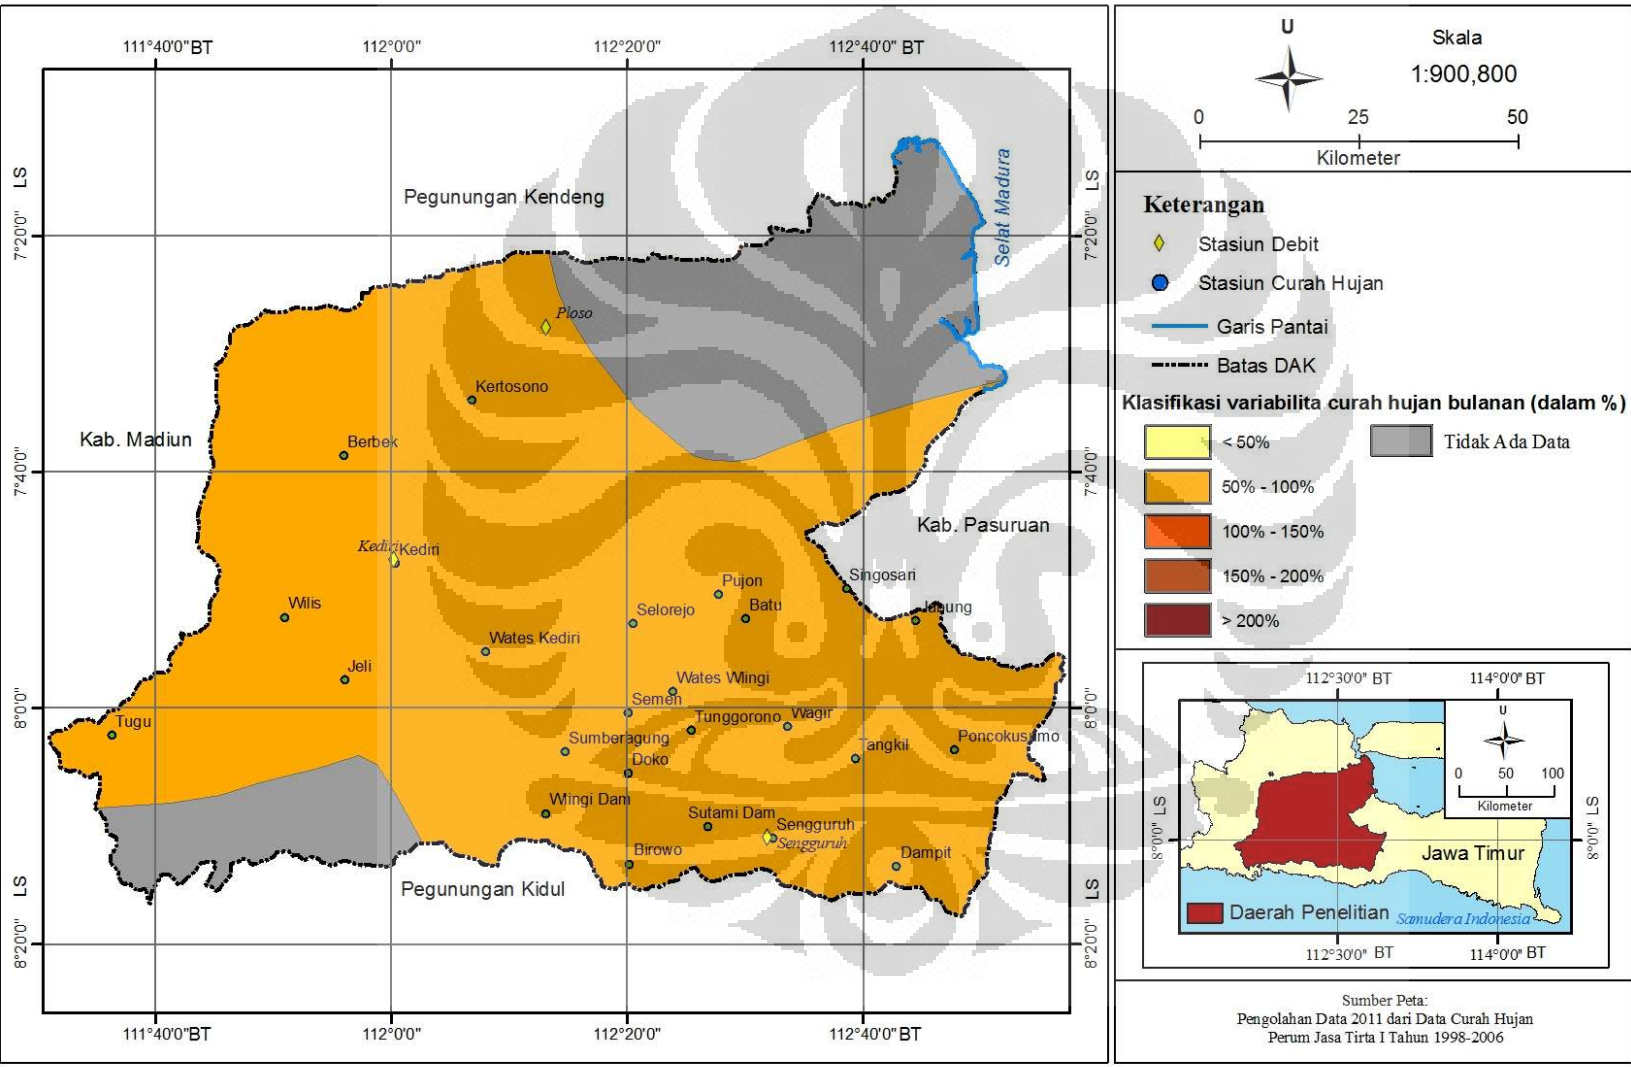 111°40'0"BT
112°0'0"
112°20'0"
112°40'0" BT
LS
7°20'0"
7°40'0"
8°0'0"
LS
8°20'0"
LS
7°20'0"
7°40'0"
8°0'0"
LS
8°20'0"
111°40'0"BT
112°0'0"
112°20'0"
112°40'0" BT
Pegunungan Kendeng
Selat Madura
Ploso
Kertosono
Kab. Madiun
Berbek
Kab. Pasuruan
Kediri
Kediri
Singosari
Pujon
Wilis
Selorejo
Batu
Jabung
Wates Kediri
Jeli
Wates Wlingi
Semen
Tugu
Tunggorono
Wagir
Sumberagung
Tangkil
Poncokusumo
Doko
Wlingi Dam
Sutami Dam
Sengguruh
Sengguruh
Birowo
Dampit
Pegunungan Kidul
U
Skala
1:900,800
0 25 50
Kilometer
Keterangan
Stasiun Debit
Stasiun Curah Hujan
Garis Pantai
Batas DAK
Klasifikasi variabilita curah hujan bulanan (dalam %)
< 50%
Tidak Ada Data
50% - 100%
100% - 150%
150% - 200%
> 200%
112°30'0" BT
114°0'0" BT
U
0 50 100
Kilometer
LS
8°0'0"
LS
8°0'0"
Jawa Timur
Daerah Penelitian
Samudera Indonesia
112°30'0" BT
114°0'0" BT
Sumber Peta:
Pengolahan Data 2011 dari Data Curah Hujan
Perum Jasa Tirta I Tahun 1998-2006